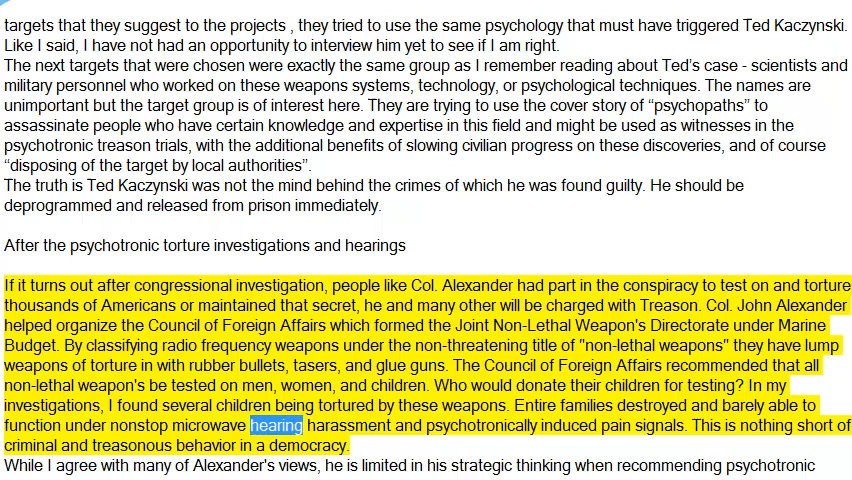 targets that they suggest to the projects , they tried to use the same psychology that must have triggered Ted Kaczynski.
Like I said, I have not had an opportunity to interview him yet to see if I am right.
The next targets that were chosen were exactly the same group as I remember reading about Ted's case - scientists and
military personnel who worked on these weapons systems, technology, or psychological techniques. The names are
unimportant but the target group is of interest here. They are trying to use the cover story of “psychopaths” to
assassinate people who have certain knowledge and expertise in this field and might be used as witnesses in the
psychotronic treason trials, with the additional benefits of slowing civilian progress on these discoveries, and of course
“disposing of the target by local authorities”.
The truth is Ted Kaczynski was not the mind behind the crimes of which he was found guilty. He should be
deprogrammed and released from prison immediately.
After the psychotronic torture investigations and hearings
If it turns out after congressional investigation, people like Col. Alexander had part in the conspiracy to test on and torture
thousands of Americans or maintained that secret, he and many other will be charged with Treason. Col. John Alexander
helped organize the Council of Foreign Affairs which formed the Joint Non-Lethal Weapon's Directorate under Marine
Budget. By classifying radio frequency weapons under the non-threatening title of "non-lethal weapons" they have lump
weapons of torture in with rubber bullets, tasers, and glue guns. The Council of Foreign Affairs recommended that all
non-lethal weapon's be tested on men, women, and children. Who would donate their children for testing? In my
investigations, I found several children being tortured by these weapons. Entire families destroyed and barely able to
function under nonstop microwave hearing harassment and psychotronically induced pain signals. This is nothing short of
criminal and treasonous behavior in a democracy.
While I agree with many of Alexander's views, he is limited in his strategic thinking when recommending psychotronic